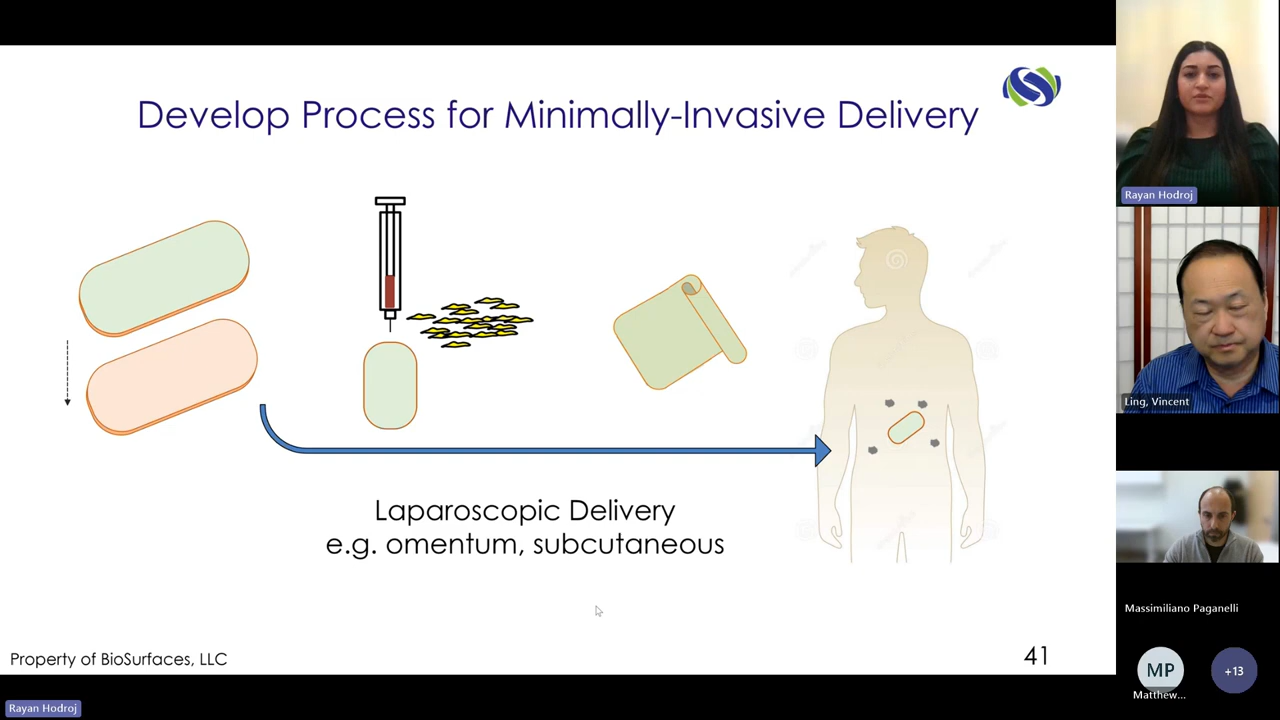 Develop Process for Minimally-Invasive Delivery
Laparoscopic Delivery
e.g. omentum, subcutaneous
Property of BioSurfaces, LLC
41
Rayan Hodroj
Rayan Hodroj
Ling, Vincent
Massimiliano Paganelli
MP
+13
Matthew...